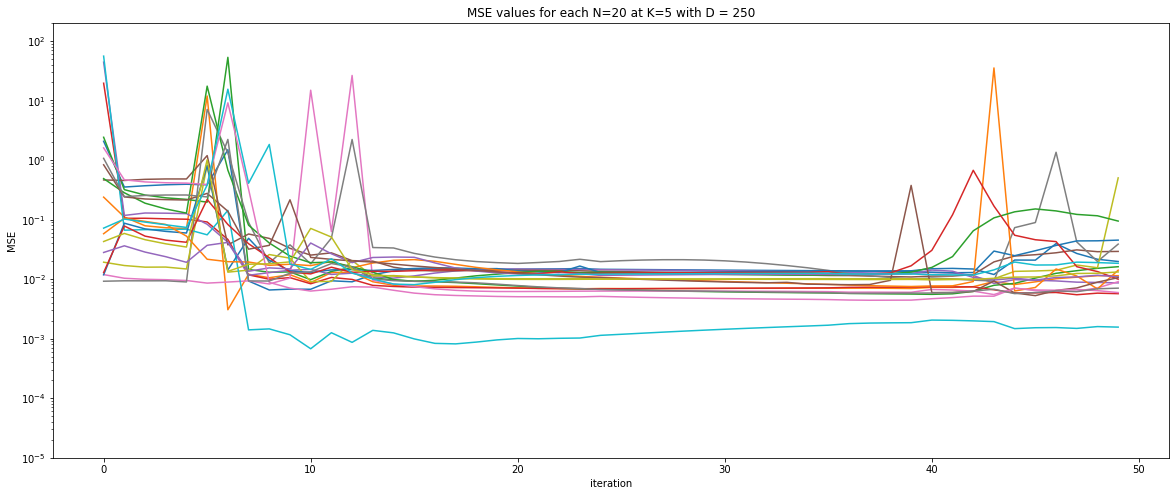 MSE values for each N=20 at K=5 with D = 250
10²
10¹
10⁰
10⁻¹
10⁻²
10⁻³
10⁻⁴
10⁻⁵
MSE
0 10 20 30 40 50
iteration